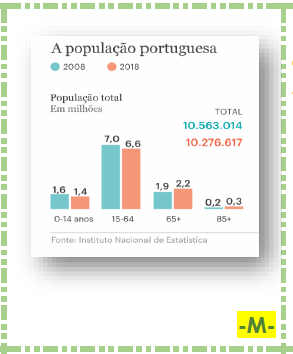 A população portuguesa
2008 2018
População total
Em milhões
TOTAL
10.563.014
10.276.617
1,6 1,4 7,0 6,6 1,9 2,2 0,2 0,3
0-14 anos 15-64 65+ 85+
Fonte: Instituto Nacional de Estatística
-M-